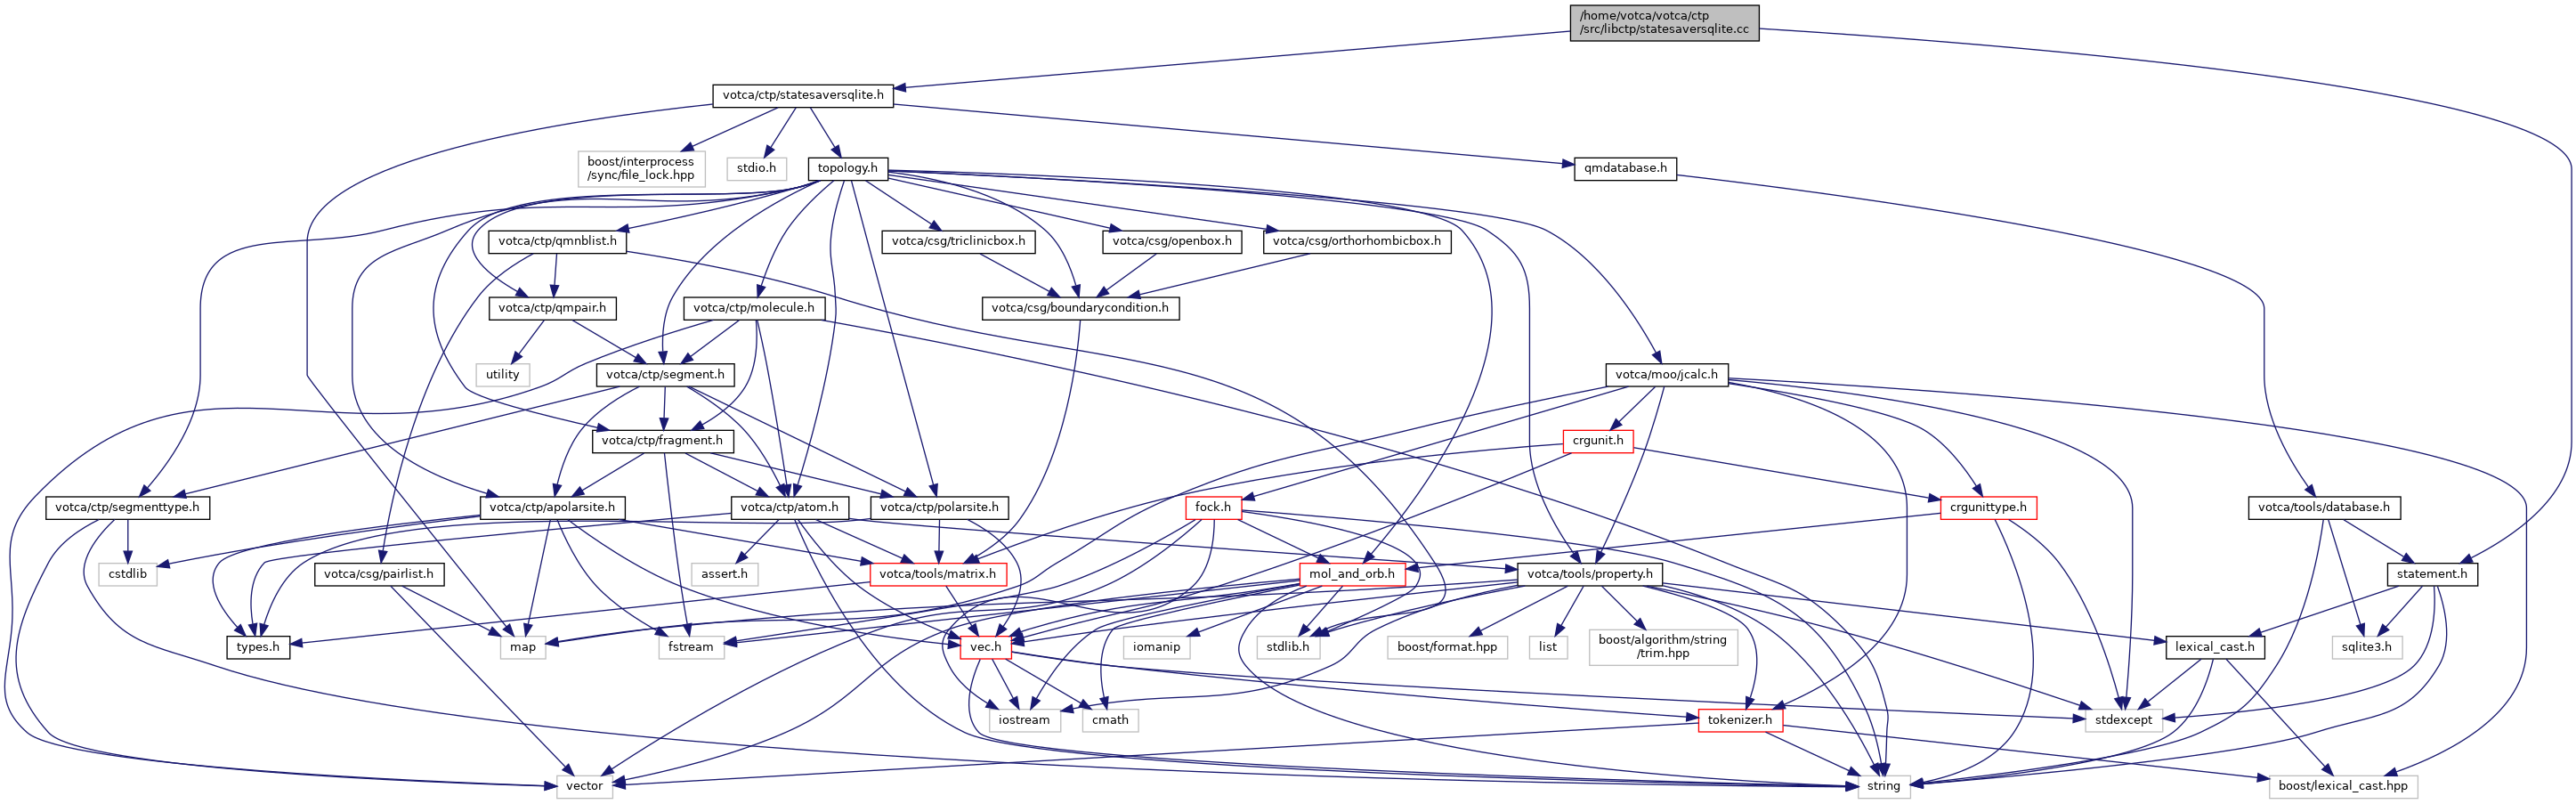 /home/votca/votca/ctp
/src/libctp/statesaversqlite.cc
votca/ctp/statesaversqlite.h
boost/interprocess
/sync/file_lock.hpp
stdio.h
topology.h
qmdatabase.h
votca/ctp/qmnblist.h
votca/csg/triclinicbox.h
votca/csg/openbox.h
votca/csg/orthorhombicbox.h
votca/ctp/qmpair.h
votca/ctp/molecule.h
votca/csg/boundarycondition.h
utility
votca/ctp/segment.h
votca/moo/jcalc.h
votca/ctp/fragment.h
crgunit.h
votca/ctp/segmenttype.h
votca/ctp/apolarsite.h
votca/ctp/atom.h
votca/ctp/polarsite.h
fock.h
crgunittype.h
votca/tools/database.h
cstdlib
votca/csg/pairlist.h
assert.h
votca/tools/matrix.h
mol_and_orb.h
votca/tools/property.h
statement.h
types.h
map
fstream
vec.h
iomanip
stdlib.h
boost/format.hpp
list
boost/algorithm/string
/trim.hpp
lexical_cast.h
sqlite3.h
iostream
cmath
tokenizer.h
stdexcept
vector
string
boost/lexical_cast.hpp